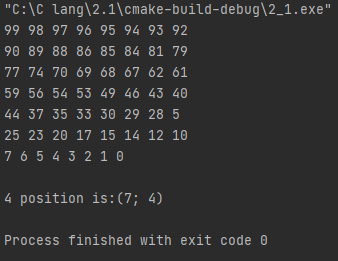 "C:\C lang\2.1\cmake-build-debug\2_1.exe"
99 98 97 96 95 94 93 92
90 89 88 86 85 84 81 79
77 74 70 69 68 67 62 61
59 56 54 53 49 46 43 40
44 37 35 33 30 29 28 5
25 23 20 17 15 14 12 10
7 6 5 4 3 2 1 0
4 position is:(7; 4)
Process finished with exit code 0